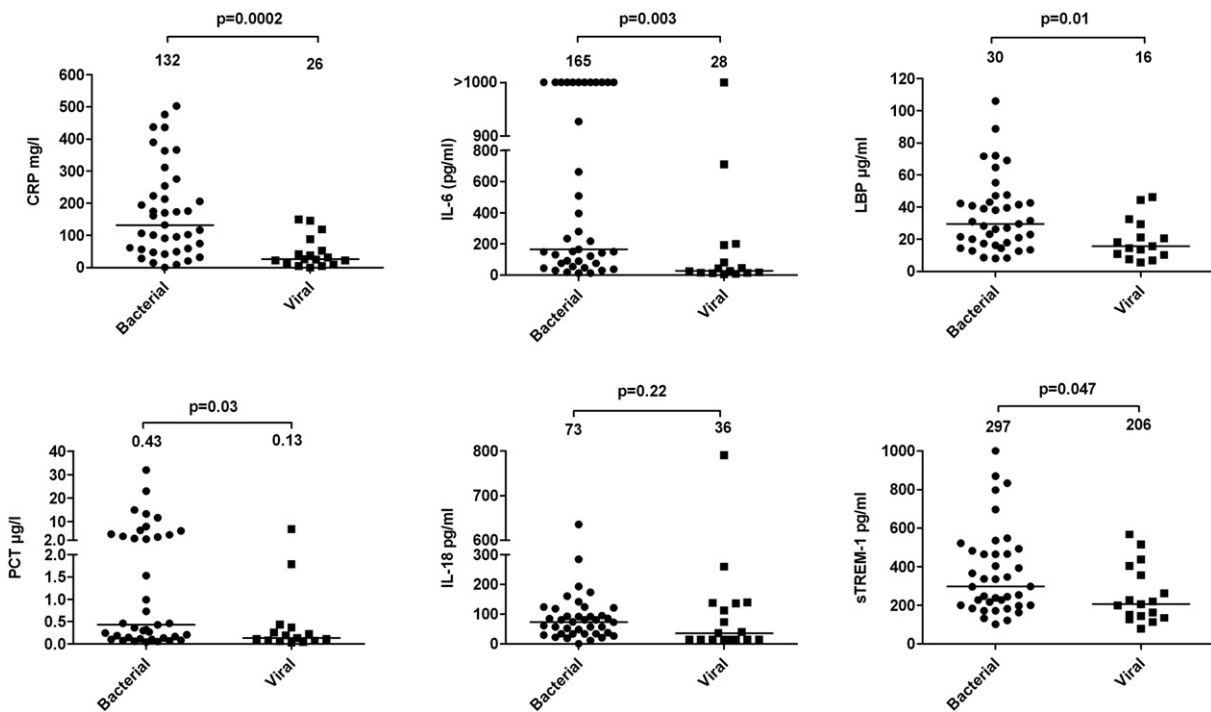 p=0.0002
132
26
600
500
400
300
200
100
0
CRP mg/l
Bacterial
Viral
p=0.003
165
28
>1000
900
800
600
400
200
0
IL-6 (pg/ml)
Bacterial
Viral
p=0.01
30
16
120
100
80
60
40
20
0
LBP µg/ml
Bacterial
Viral
p=0.03
0.43
0.13
40
30
20
10
2.0
2.0
1.5
1.0
0.5
0.0
PCT µg/l
Bacterial
Viral
p=0.22
73
36
800
700
600
300
200
100
0
IL-18 pg/ml
Bacterial
Viral
p=0.047
297
206
1000
800
600
400
200
0
sTREM-1 pg/ml
Bacterial
Viral